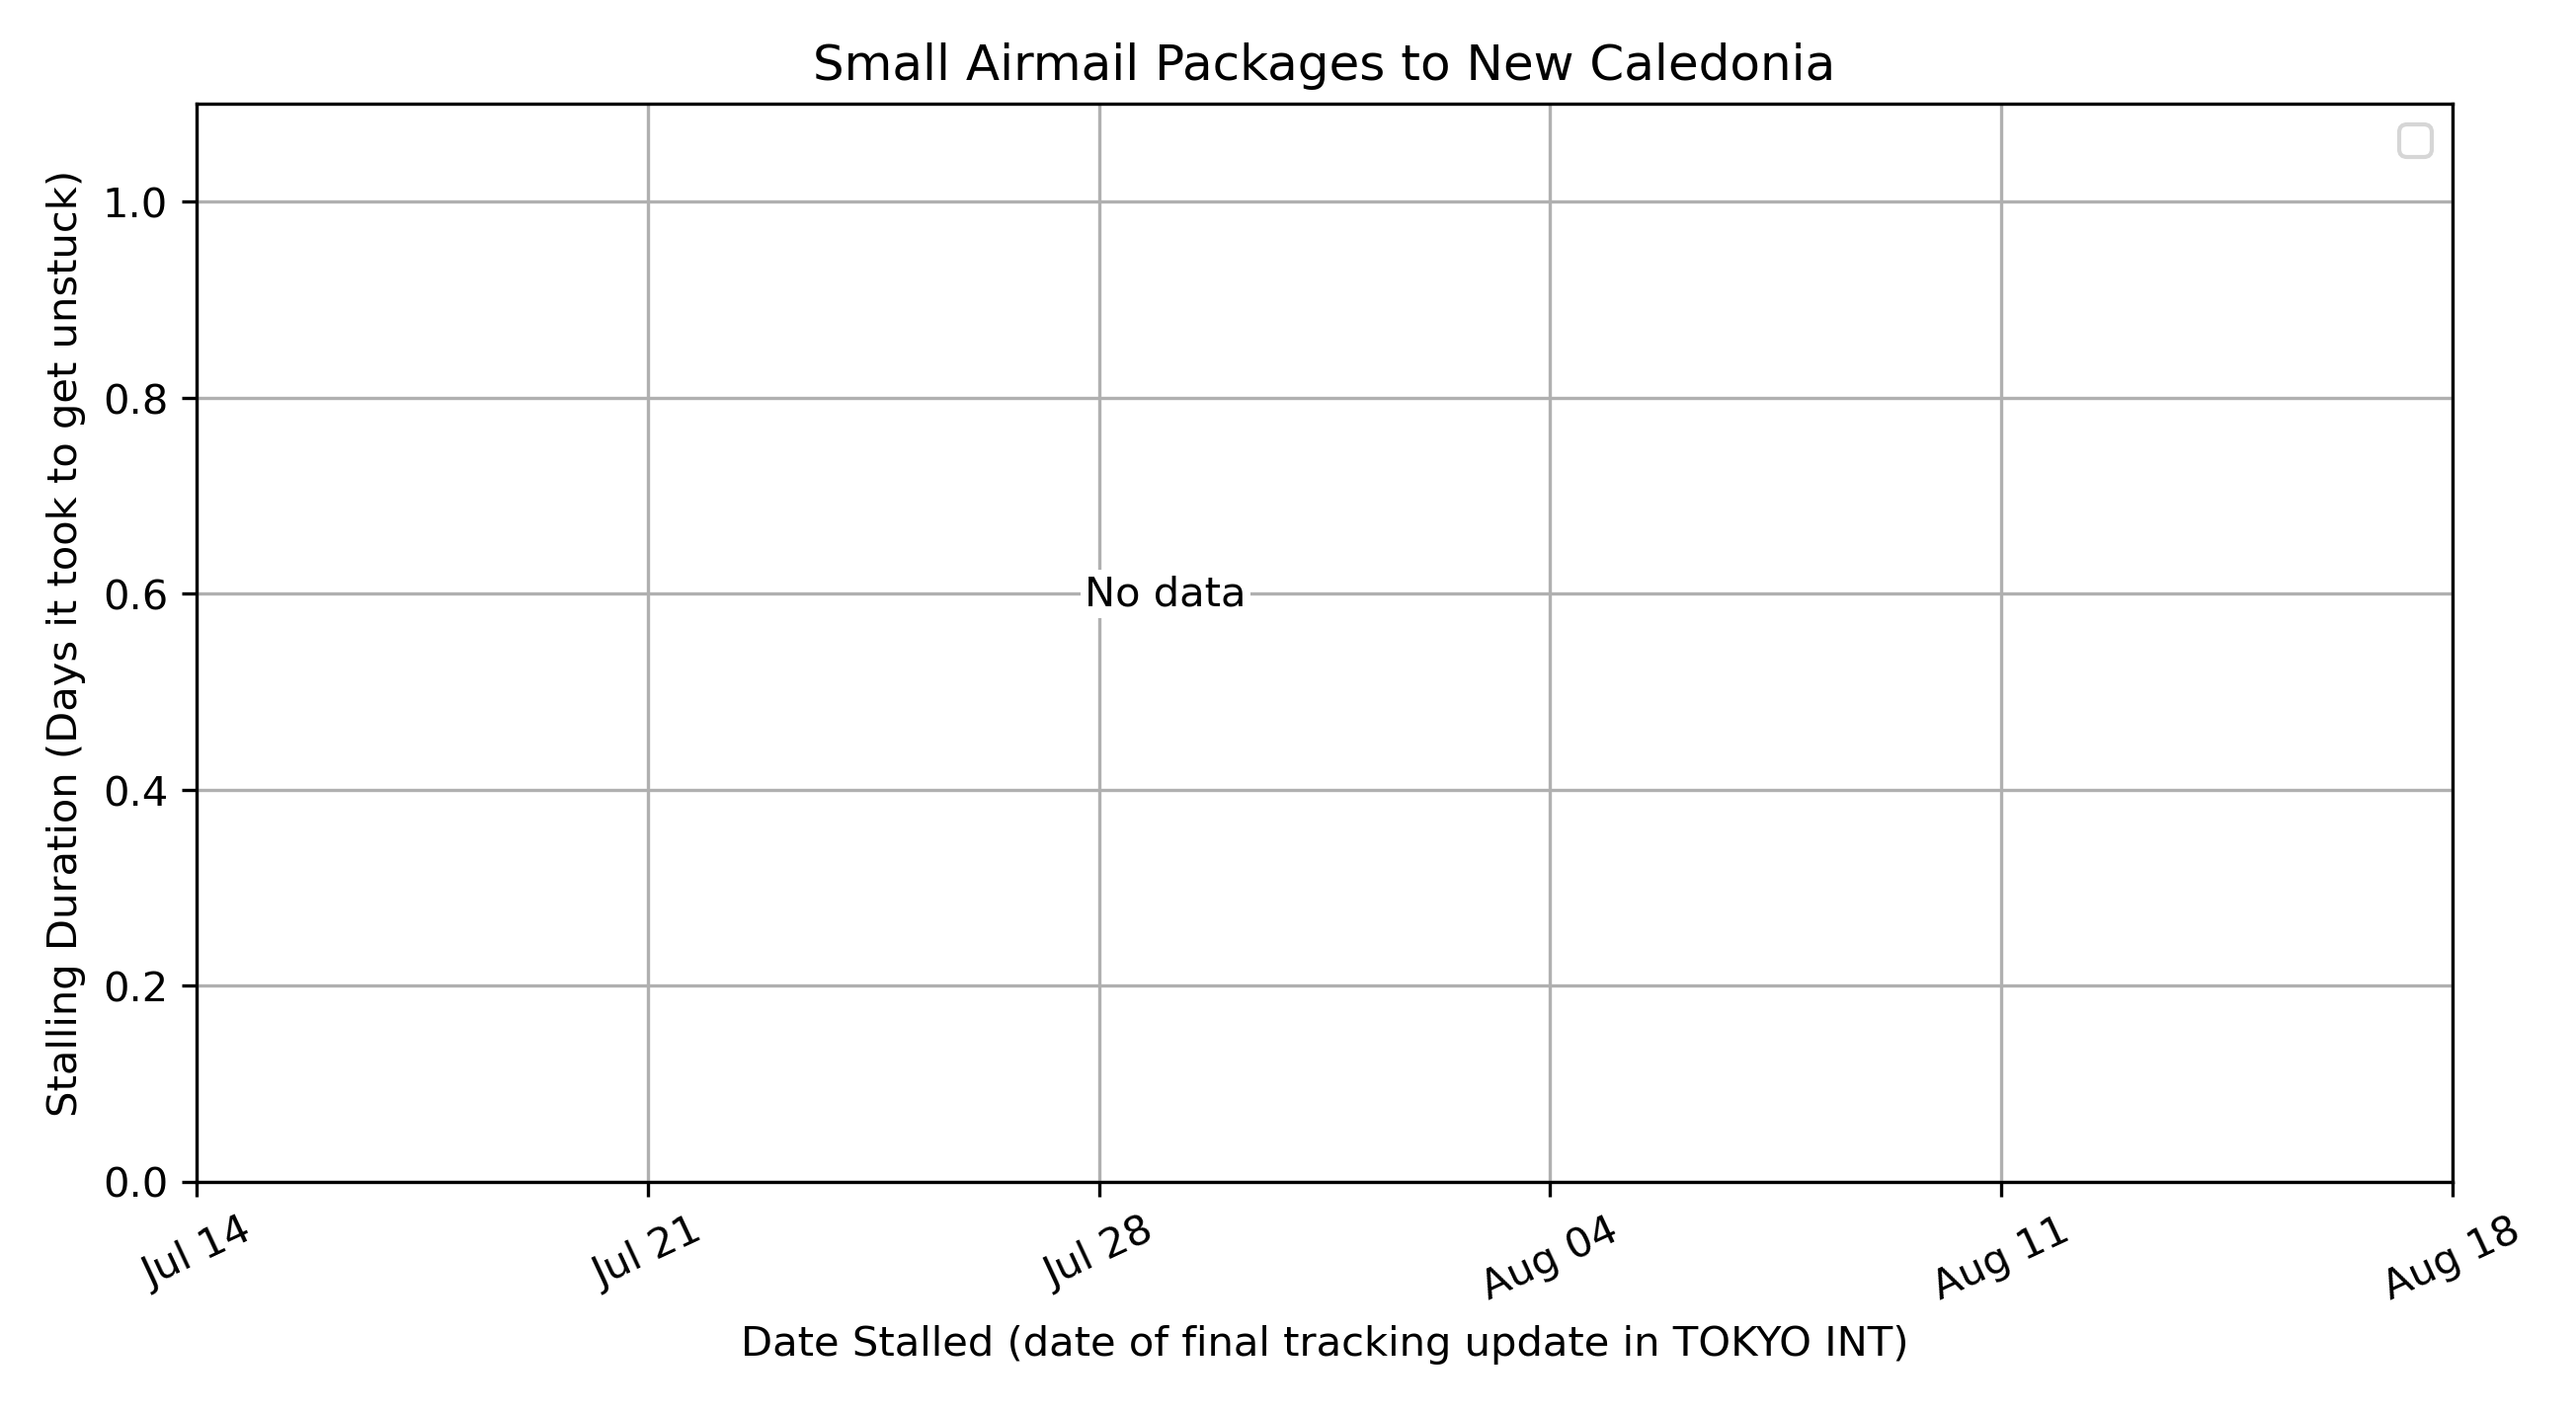 Small Airmail Packages to New Caledonia
Stalling Duration (Days it took to get unstuck)
1.0
0.8
0.6
0.4
0.2
0.0
No data
Jul 14
Jul 21
Jul 28
Aug 04
Aug 11
Aug 18
Date Stalled (date of final tracking update in TOKYO INT)